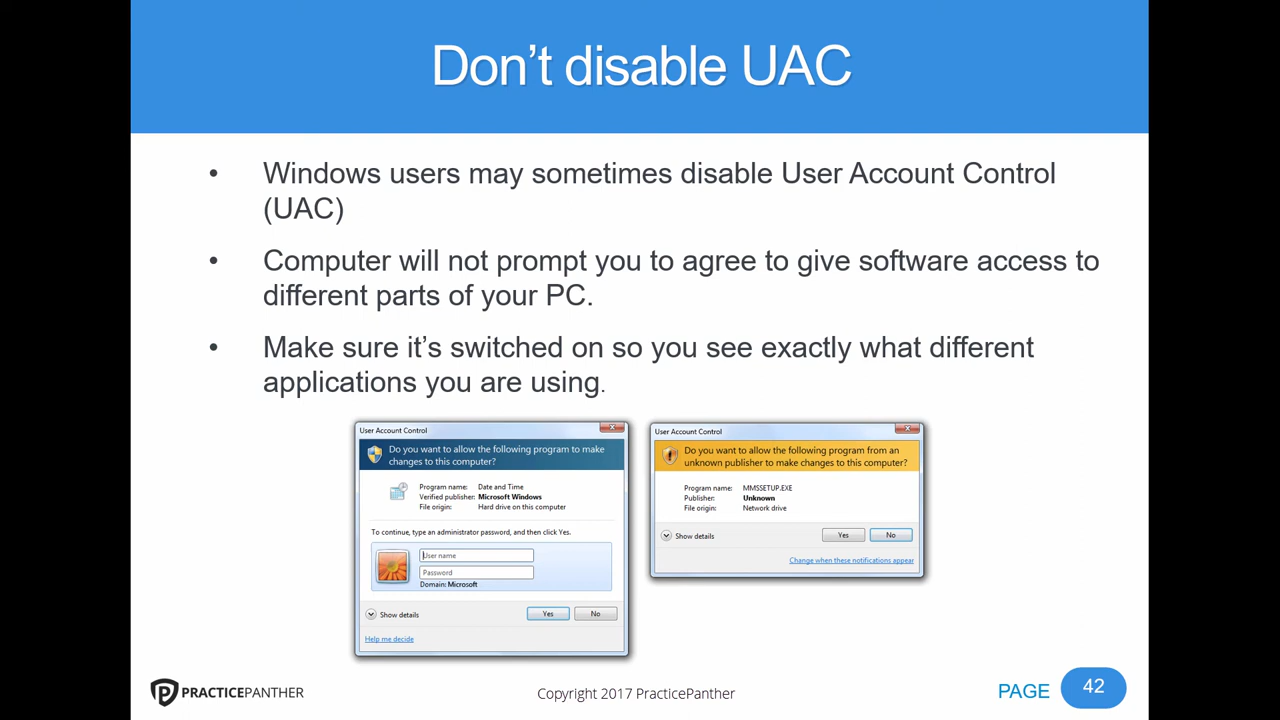 Don’t disable UAC
• Windows users may sometimes disable User Account Control
(UAC)
• Computer will not prompt you to agree to give software access to
different parts of your PC.
• Make sure it’s switched on so you see exactly what different
applications you are using.
User Account Control
Do you want to allow the following program to make
changes to this computer?
Program name: Date and Time
Verified publisher: Microsoft Windows
File origin: Hard drive on this computer
To continue, type an administrator password, and then click Yes.
User name
Password
Domain: Microsoft
Show details Yes No
Help me decide
User Account Control
Do you want to allow the following program from an
unknown publisher to make changes to this computer?
Program name: MMSSETUP.EXE
Publisher: Unknown
File origin: Network drive
Show details Yes No
Change when these notifications appear
PRACTICEPANTHER
Copyright 2017 PracticePanther
PAGE 42